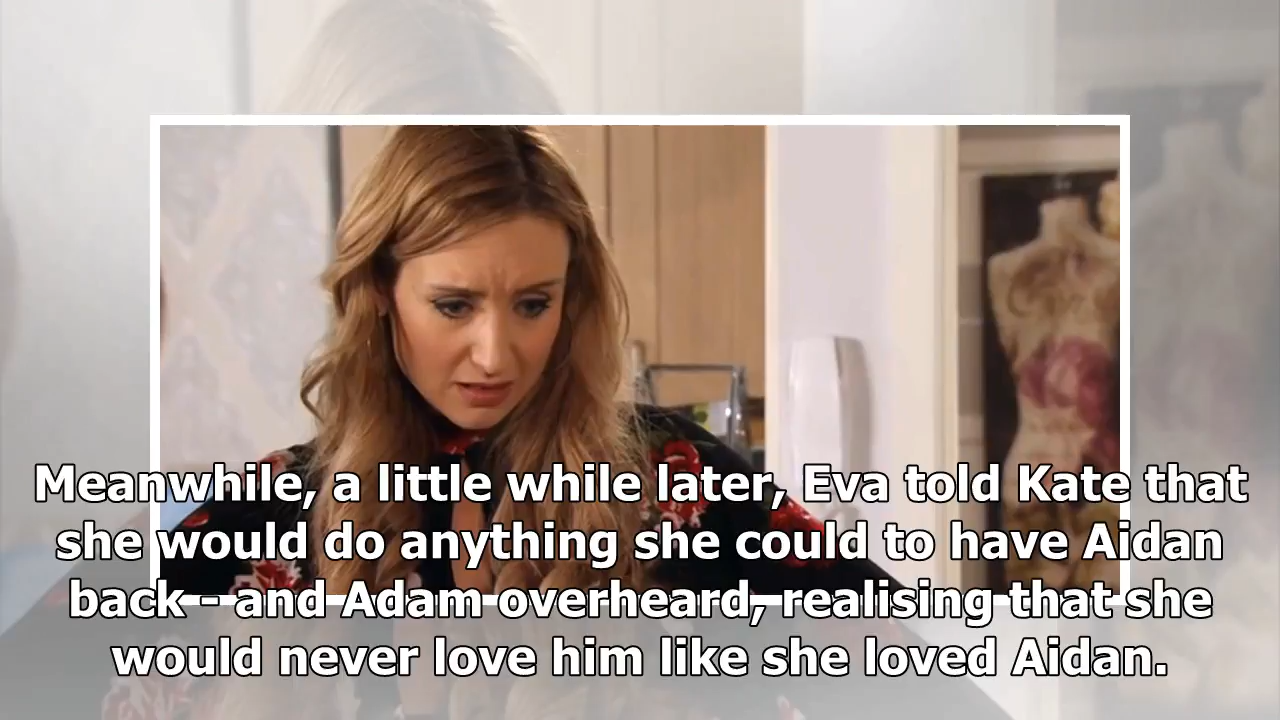 Meanwhile, a little while later, Eva told Kate that
she would do anything she could to have Aidan
back - and Adam overheard, realising that she
would never love him like she loved Aidan.